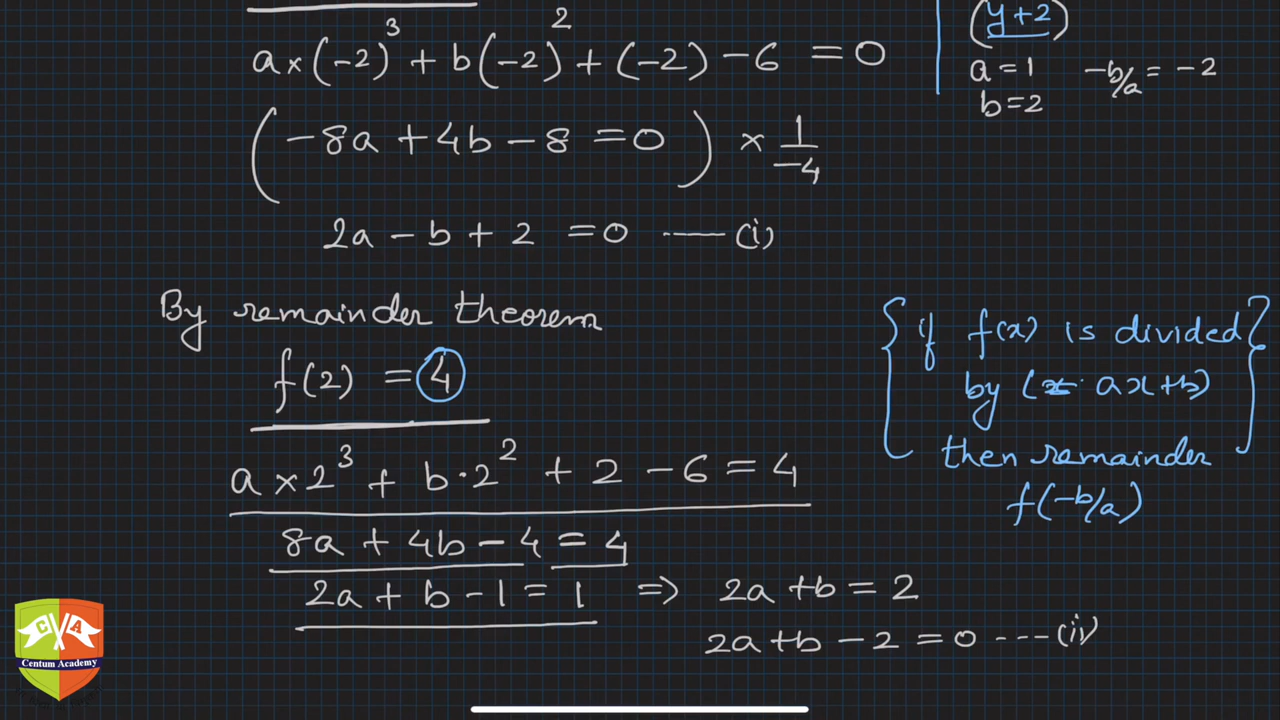 a×(-2)³ + b(-2)² + (-2) - 6 = 0
(-8a + 4b - 8 = 0) × 1/-4
2a - b + 2 = 0 —— (i)
By remainder theorem
f(2) = 4
a×2³ + b·2² + 2 - 6 = 4
8a + 4b - 4 = 4
2a + b - 1 = 1 => 2a + b = 2
2a + b - 2 = 0 --- (ii)
(y+2)
a = 1 -b/a = -2
b = 2
{if f(x) is divided}
by (ax+b)
then remainder
f(-b/a)
C A
Centum Academy